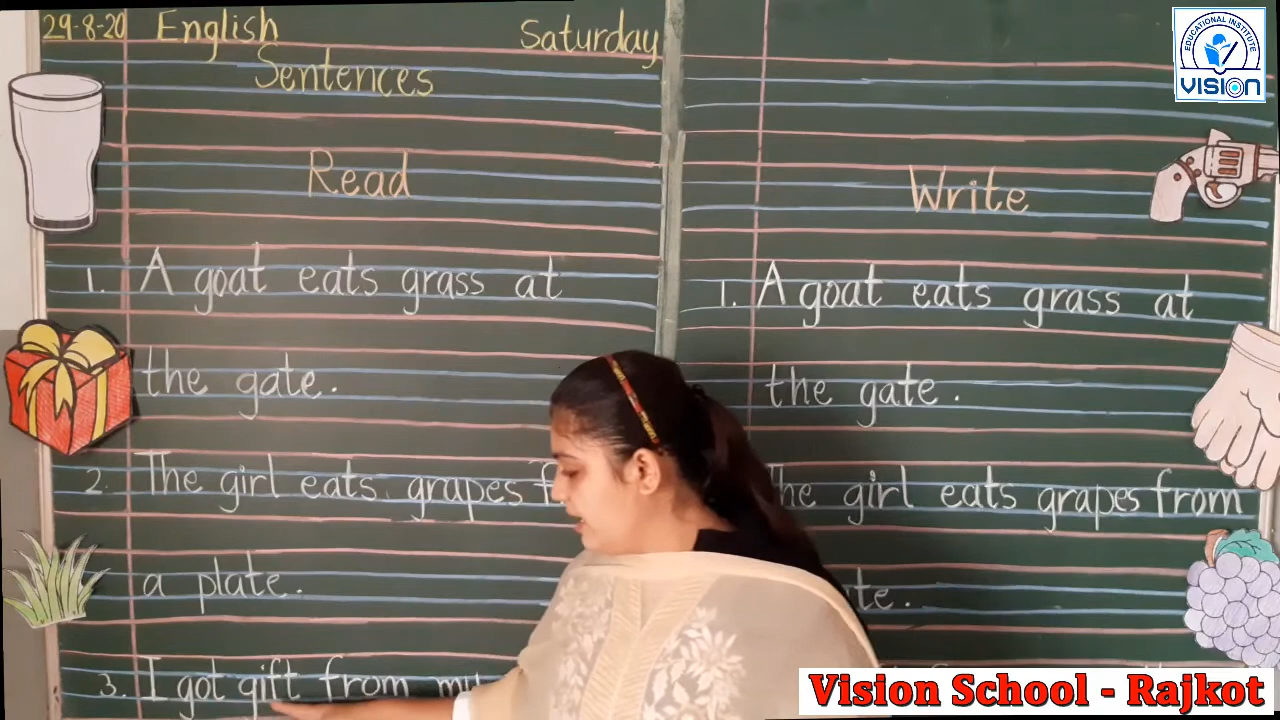 29-8-20 English Saturday
Sentences
Read
1. A goat eats grass at
the gate.
2. The girl eats grapes
a plate.
3. I got gift from my
Write
1. A goat eats grass at
the gate.
The girl eats grapes from
EDUCATIONAL INSTITUTE
VISION
Vision School - Rajkot